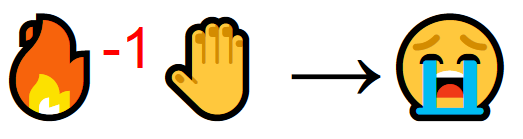 🔥-1🤚 → 😭